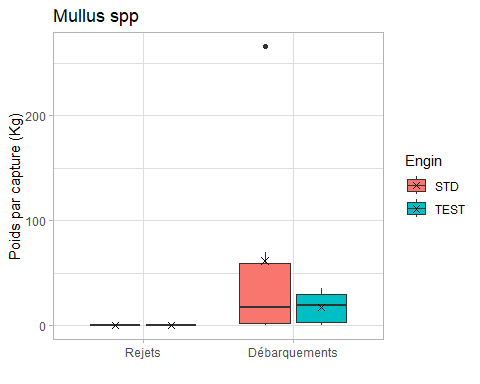 Mullus spp
Poids par capture (Kg)
200
100
0
Rejets
Débarquements
Engin
STD
TEST